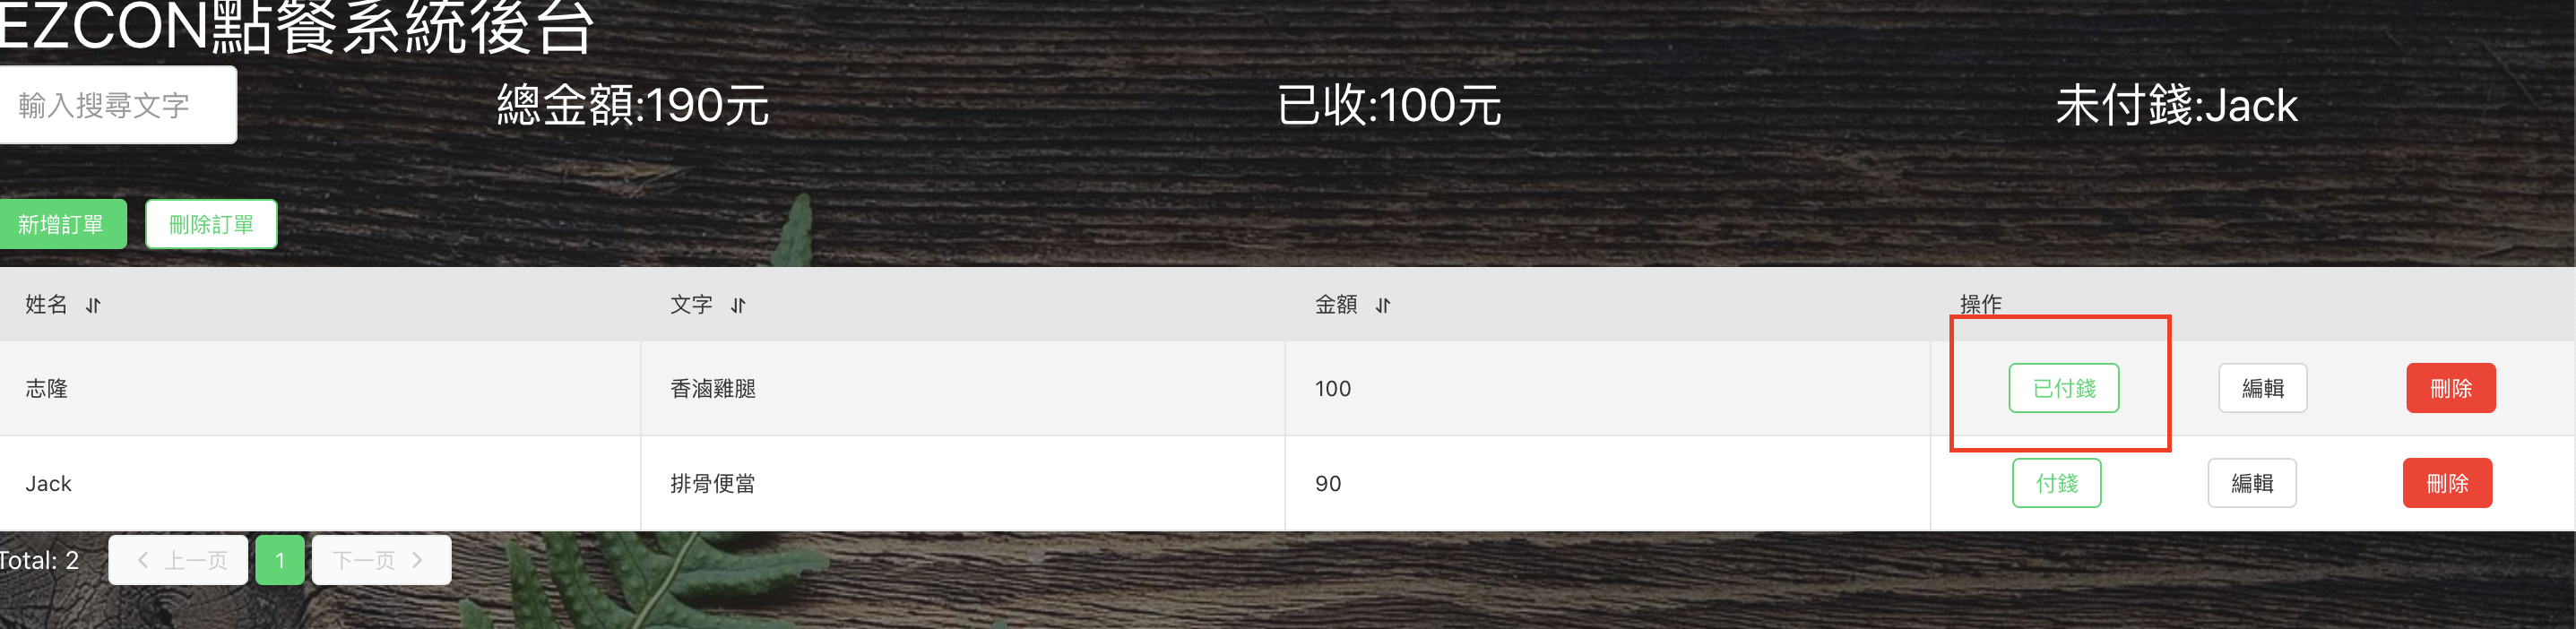 EZCON點餐系統後台
輸入搜尋文字
總金額:190元
已收:100元
未付錢:Jack
新增訂單 刪除訂單
姓名 文字 金額 操作
志隆 香滷雞腿 100 已付錢 編輯 刪除
Jack 排骨便當 90 付錢 編輯 刪除
Total: 2 上一页 1 下一页